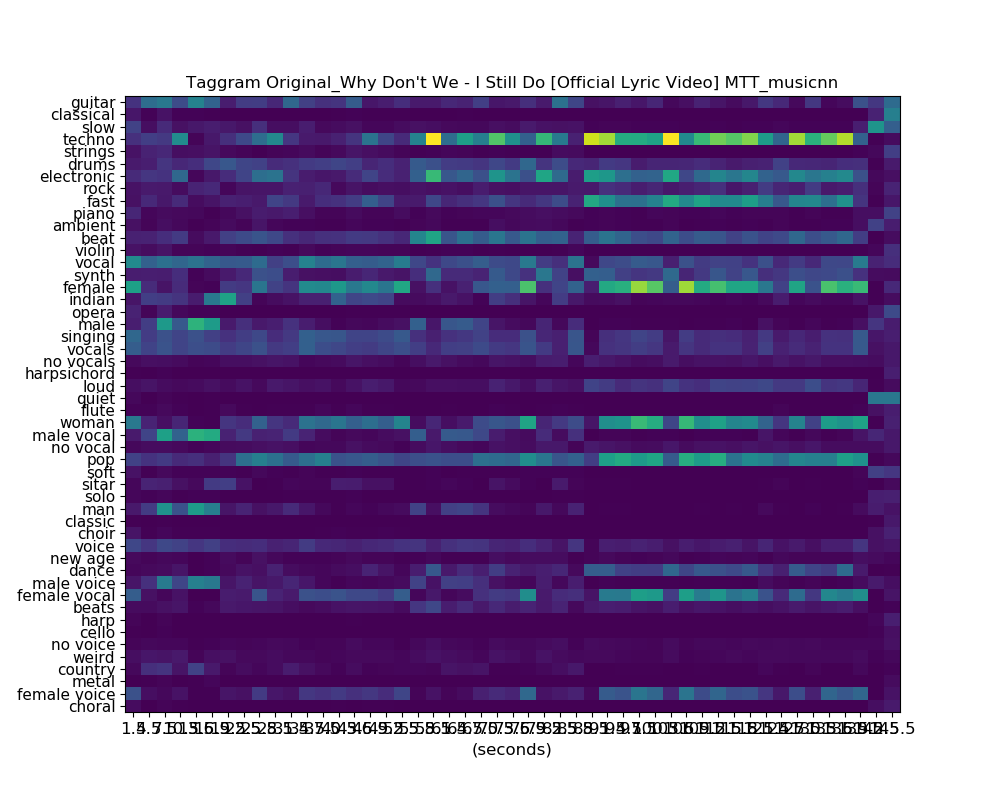 Taggram Original_Why Don't We - I Still Do [Official Lyric Video] MTT_musicnn
guitar
classical
slow
techno
strings
drums
electronic
rock
fast
piano
ambient
beat
violin
vocal
synth
female
indian
opera
male
singing
vocals
no vocals
harpsichord
loud
quiet
flute
woman
male vocal
no vocal
pop
soft
sitar
solo
man
classic
choir
voice
new age
dance
male voice
female vocal
beats
harp
cello
no voice
weird
country
metal
female voice
choral
(seconds)